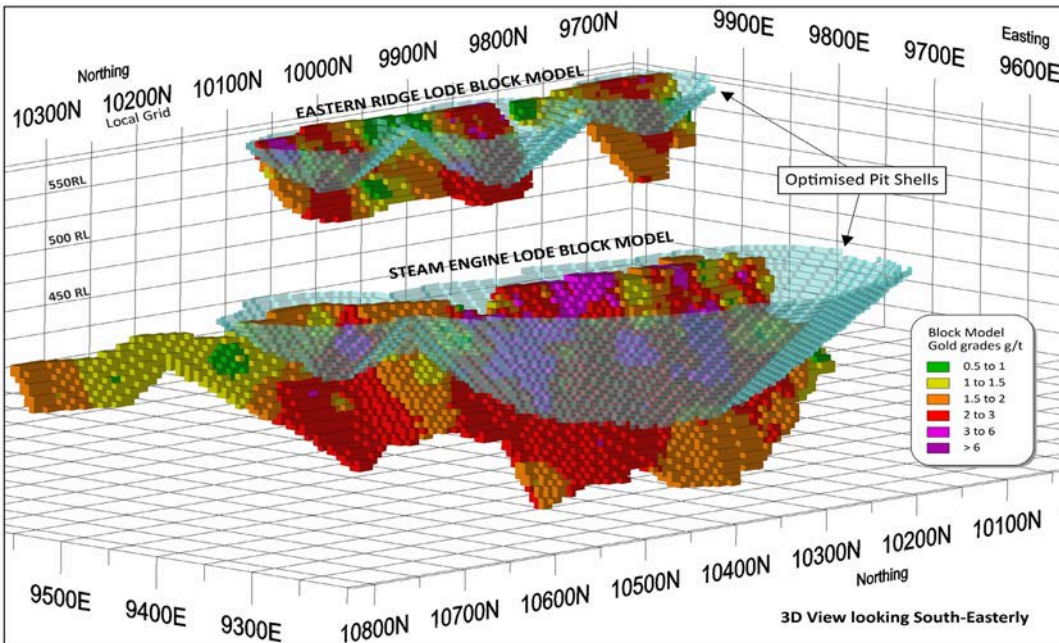 Northing
10300N
10200N
10100N
10000N
9900N
9800N
9700N
Local Grid
9900E
9800E
9700E
Easting
9600E
EASTERN RIDGE LODE BLOCK MODEL
550RL
500 RL
450 RL
Optimised Pit Shells
STEAM ENGINE LODE BLOCK MODEL
Block Model
Gold grades g/t
0.5 to 1
1 to 1.5
1.5 to 2
2 to 3
3 to 6
> 6
9500E
9400E
9300E
10800N
10700N
10600N
10500N
10400N
10300N
10200N
10100N
Northing
3D View looking South-Easterly